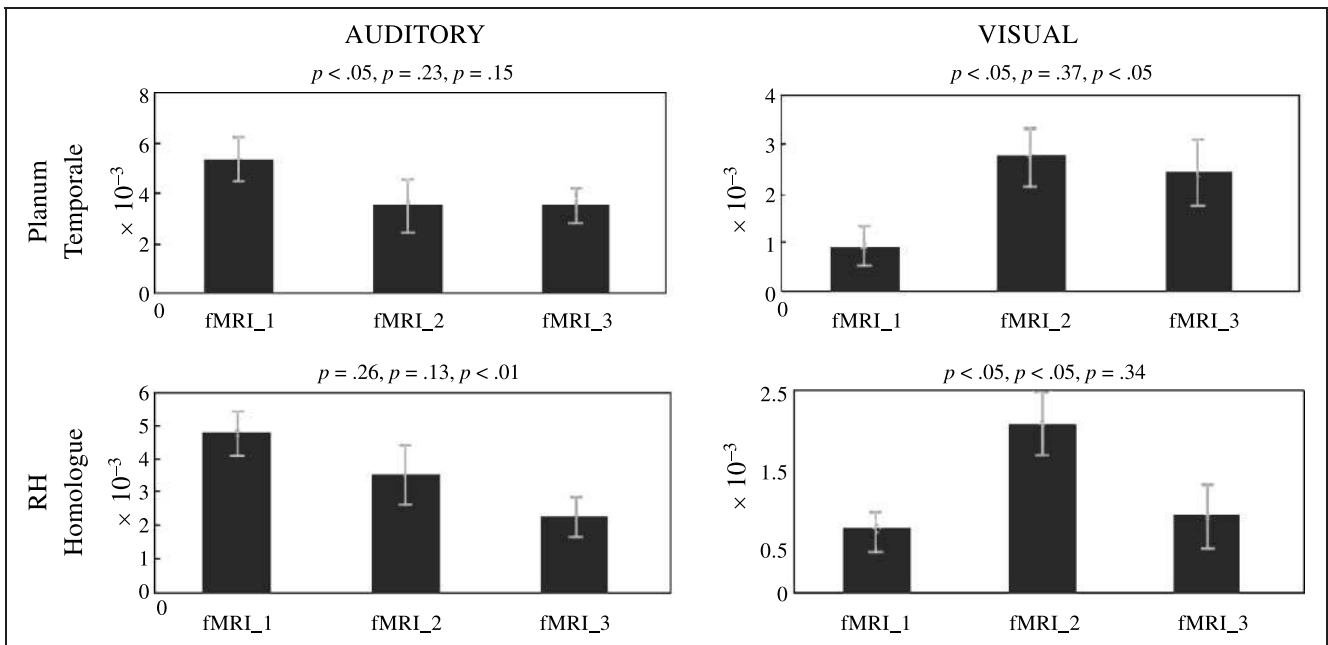 AUDITORY
VISUAL
p < .05, p = .23, p = .15
p < .05, p = .37, p < .05
Planum
Temporale
× 10⁻³
8
6
4
2
0
0
fMRI_1 fMRI_2 fMRI_3
× 10⁻³
4
3
2
1
0
0
fMRI_1 fMRI_2 fMRI_3
p = .26, p = .13, p < .01
p < .05, p < .05, p = .34
RH
Homologue
× 10⁻³
6
5
4
3
2
1
0
0
fMRI_1 fMRI_2 fMRI_3
× 10⁻³
2.5
1.5
0.5
0
fMRI_1 fMRI_2 fMRI_3